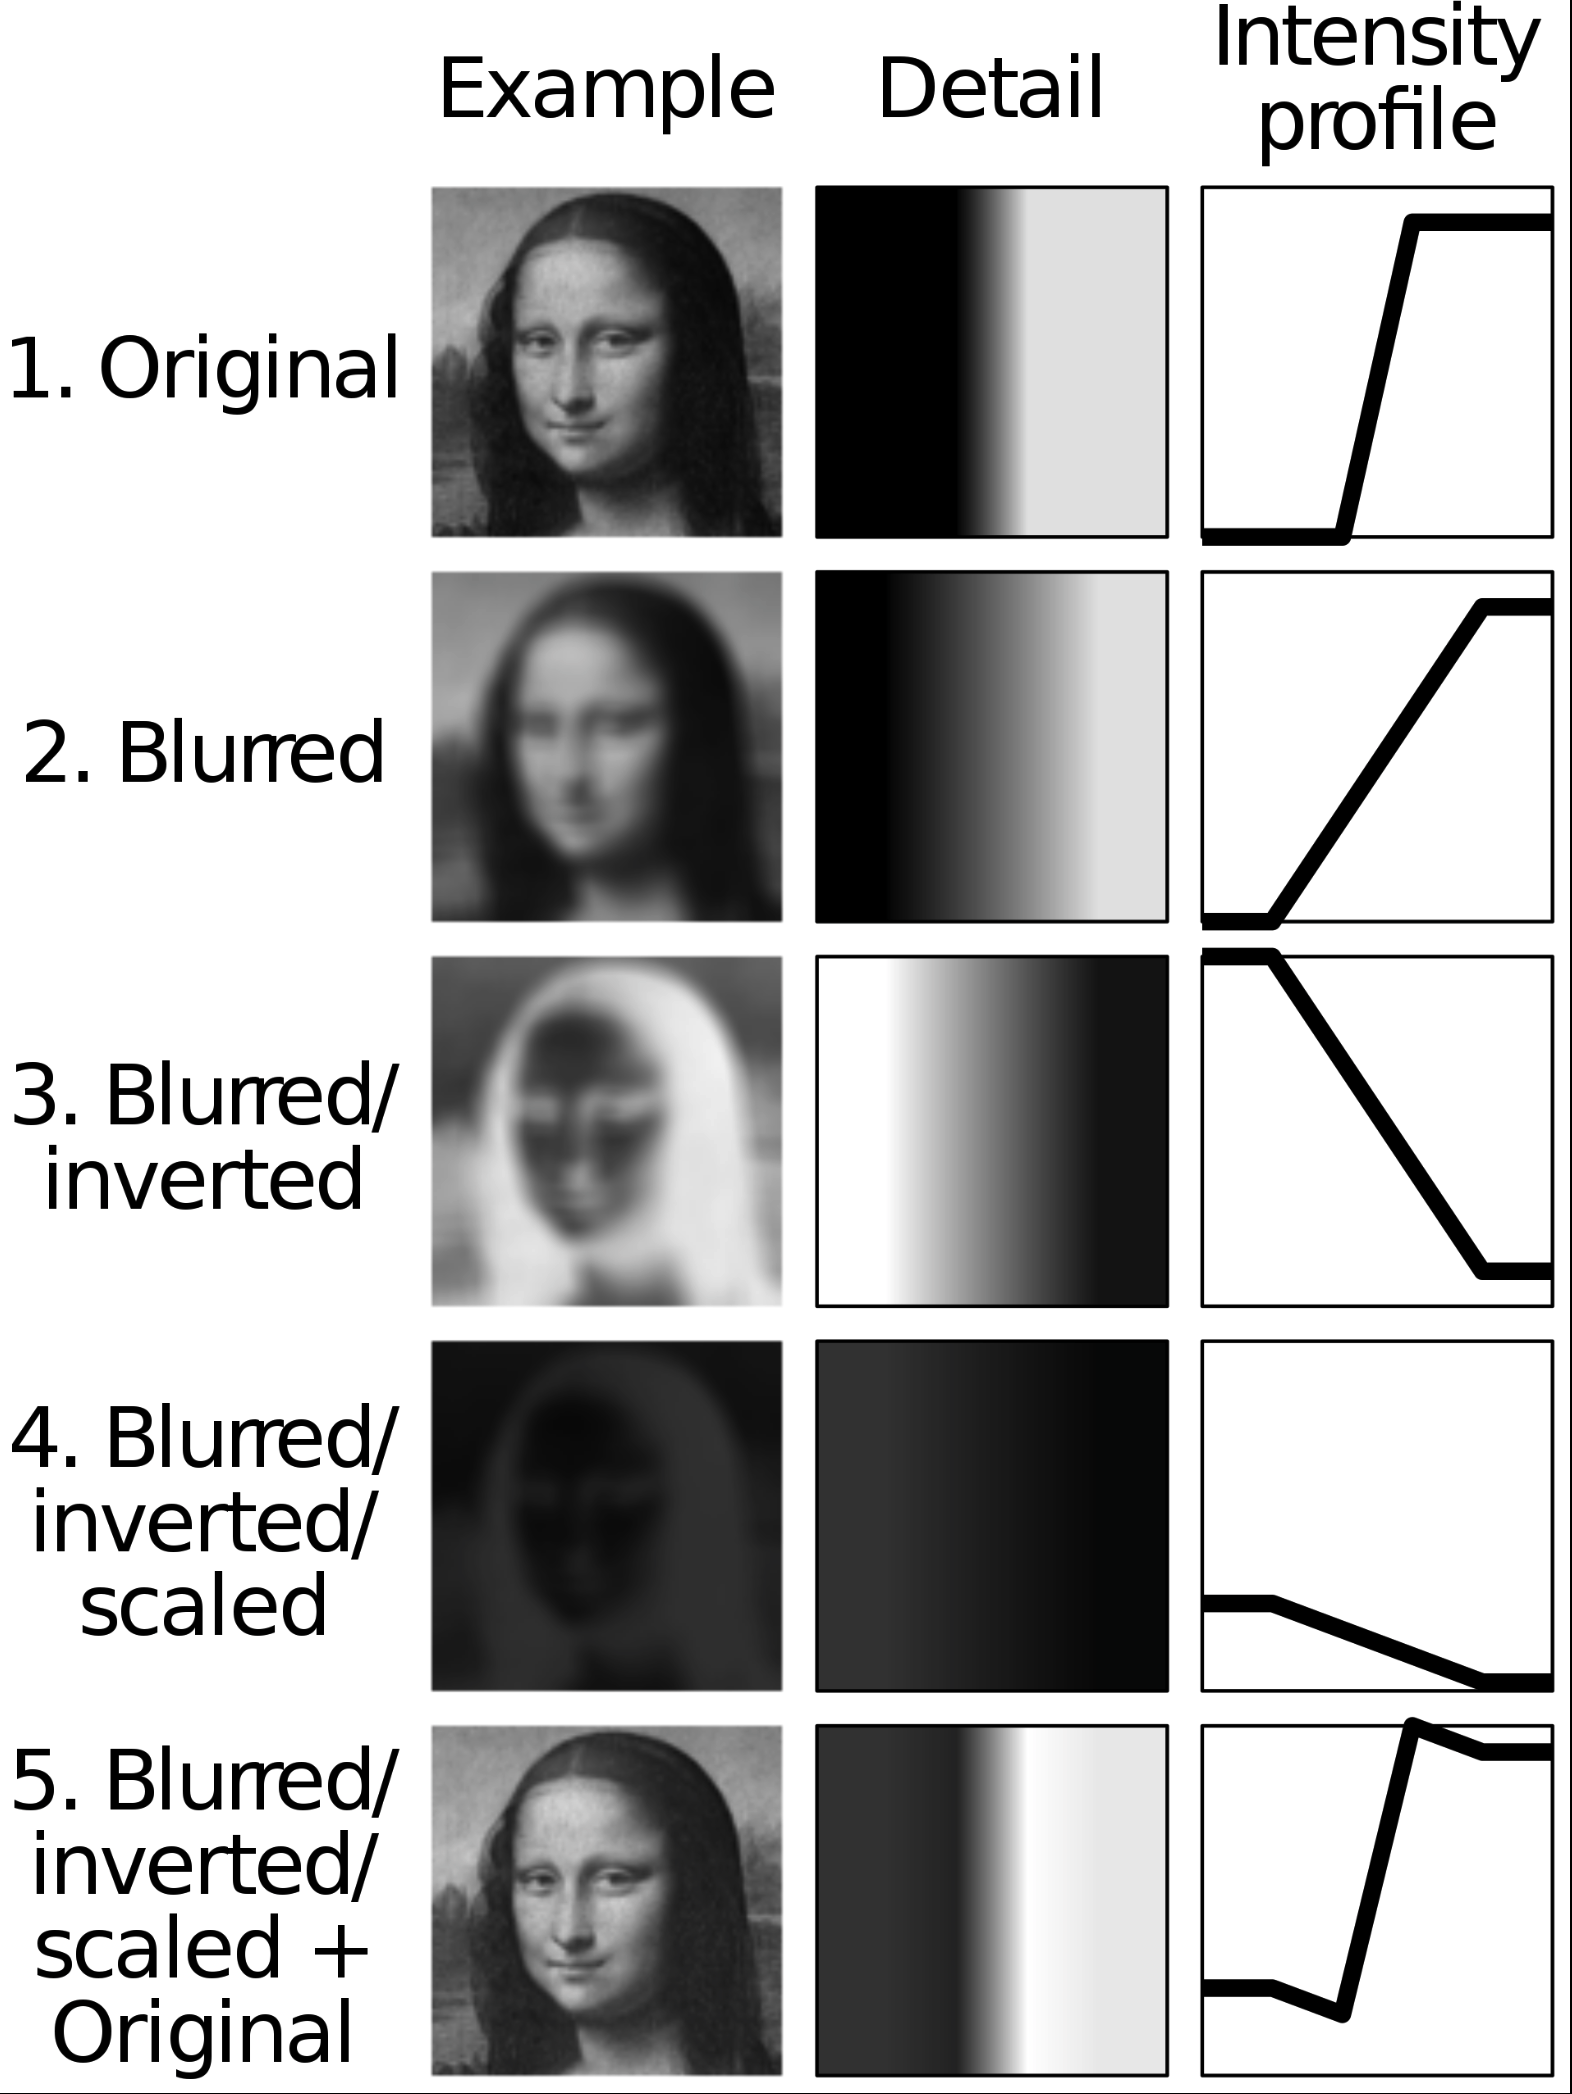 Example
Detail
Intensity
profile
1. Original
2. Blurred
3. Blurred/
inverted
4. Blurred/
inverted/
scaled
5. Blurred/
inverted/
scaled +
Original